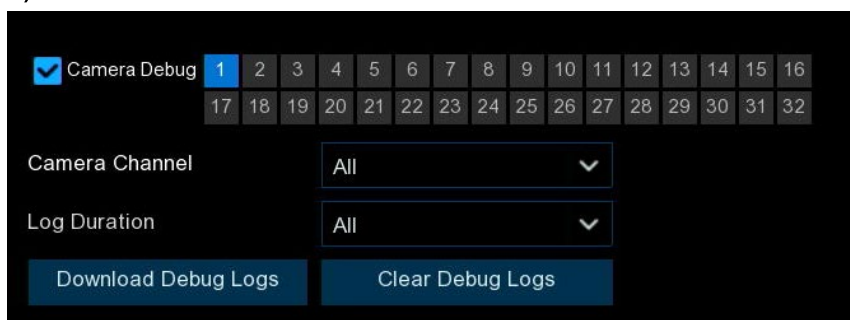 Camera Debug 1 2 3 4 5 6 7 8 9 10 11 12 13 14 15 16
17 18 19 20 21 22 23 24 25 26 27 28 29 30 31 32
Camera Channel All
Log Duration All
Download Debug Logs Clear Debug Logs